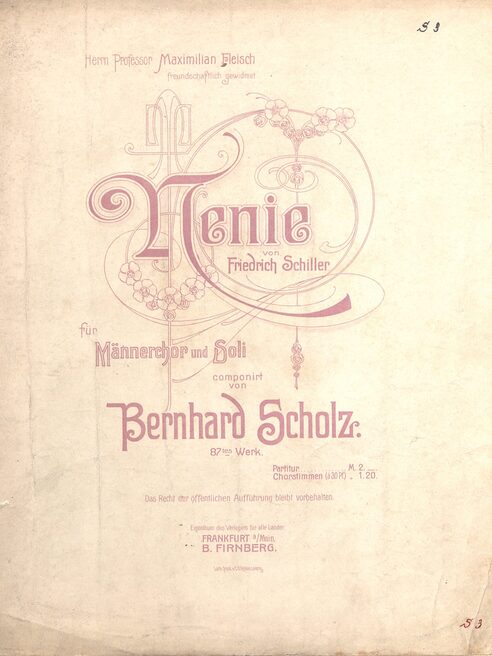 S 3
Herrn Professor Maximilian Fleisch
freundschaftlich gewidmet
Nenie
von
Friedrich Schiller
für
Männerchor und Soli
componirt
von
Bernhard Scholz.
87tes Werk.
Partitur M. 2.__
Chorstimmen (à 30 Pf.) „ 1.20.
Das Recht der öffentlichen Aufführung bleibt vorbehalten.
Eigenthum des Verlegers für alle Länder
FRANKFURT a/Main,
B. FIRNBERG.
S 3